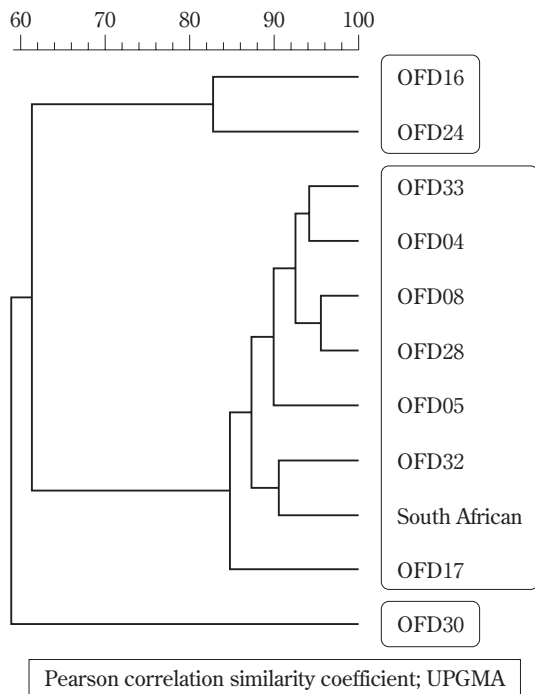 60 70 80 90 100
OFD16
OFD24
OFD33
OFD04
OFD08
OFD28
OFD05
OFD32
South African
OFD17
OFD30
Pearson correlation similarity coefficient; UPGMA